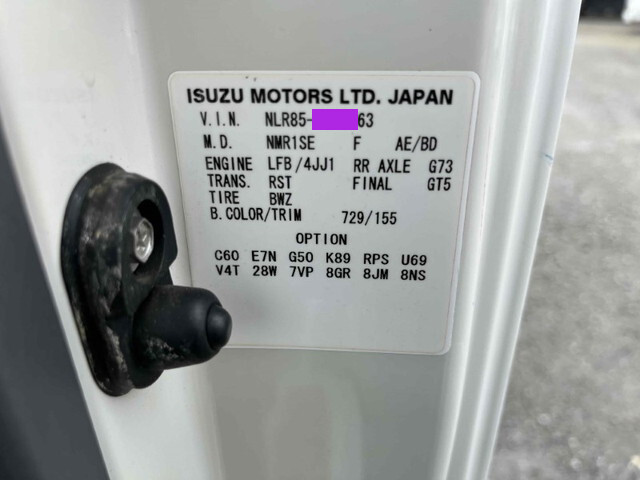 ISUZU MOTORS LTD. JAPAN
V.I.N. NLR85- 63
M.D. NMR1SE F AE/BD
ENGINE LFB/4JJ1 RR AXLE G73
TRANS. RST FINAL GT5
TIRE BWZ
B.COLOR/TRIM 729/155
OPTION
C60 E7N G50 K89 RPS U69
V4T 28W 7VP 8GR 8JM 8NS